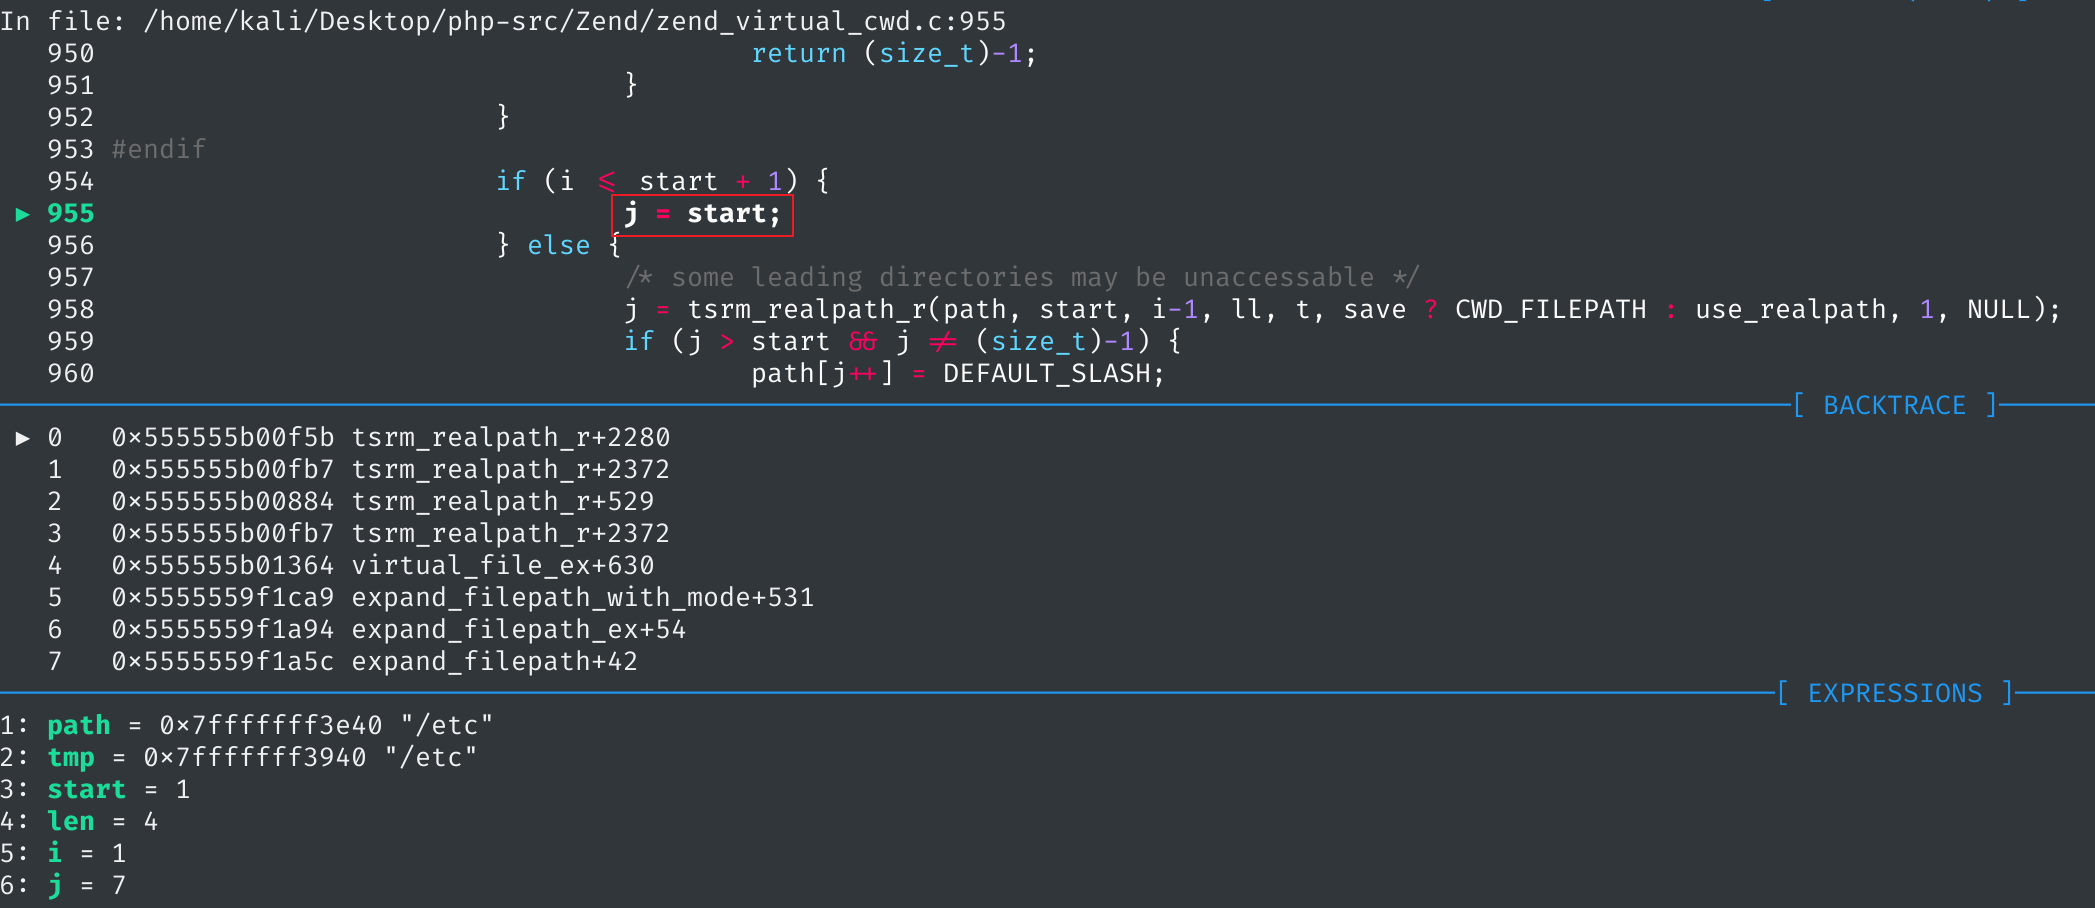 In file: /home/kali/Desktop/php-src/Zend/zend_virtual_cwd.c:955
950 return (size_t)-1;
951 }
952 }
953 #endif
954 if (i <= start + 1) {
► 955 j = start;
956 } else {
957 /* some leading directories may be unaccessable */
958 j = tsrm_realpath_r(path, start, i-1, ll, t, save ? CWD_FILEPATH : use_realpath, 1, NULL);
959 if (j > start && j != (size_t)-1) {
960 path[j++] = DEFAULT_SLASH;
[ BACKTRACE ]
► 0 0x555555b00f5b tsrm_realpath_r+2280
1 0x555555b00fb7 tsrm_realpath_r+2372
2 0x555555b00884 tsrm_realpath_r+529
3 0x555555b00fb7 tsrm_realpath_r+2372
4 0x555555b01364 virtual_file_ex+630
5 0x5555559f1ca9 expand_filepath_with_mode+531
6 0x5555559f1a94 expand_filepath_ex+54
7 0x5555559f1a5c expand_filepath+42
[ EXPRESSIONS ]
1: path = 0x7fffffff3e40 "/etc"
2: tmp = 0x7fffffff3940 "/etc"
3: start = 1
4: len = 4
5: i = 1
6: j = 7